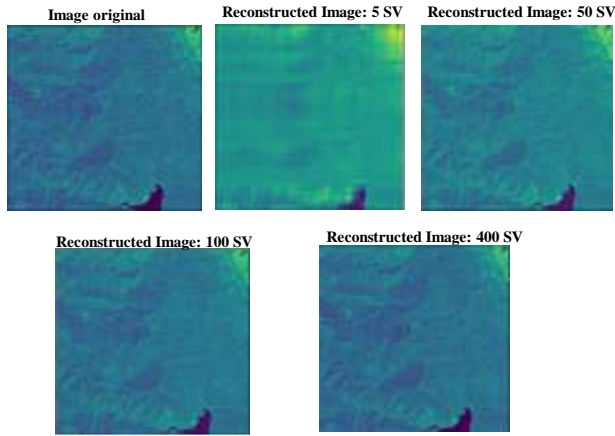 Image original
Reconstructed Image: 5 SV
Reconstructed Image: 50 SV
Reconstructed Image: 100 SV
Reconstructed Image: 400 SV